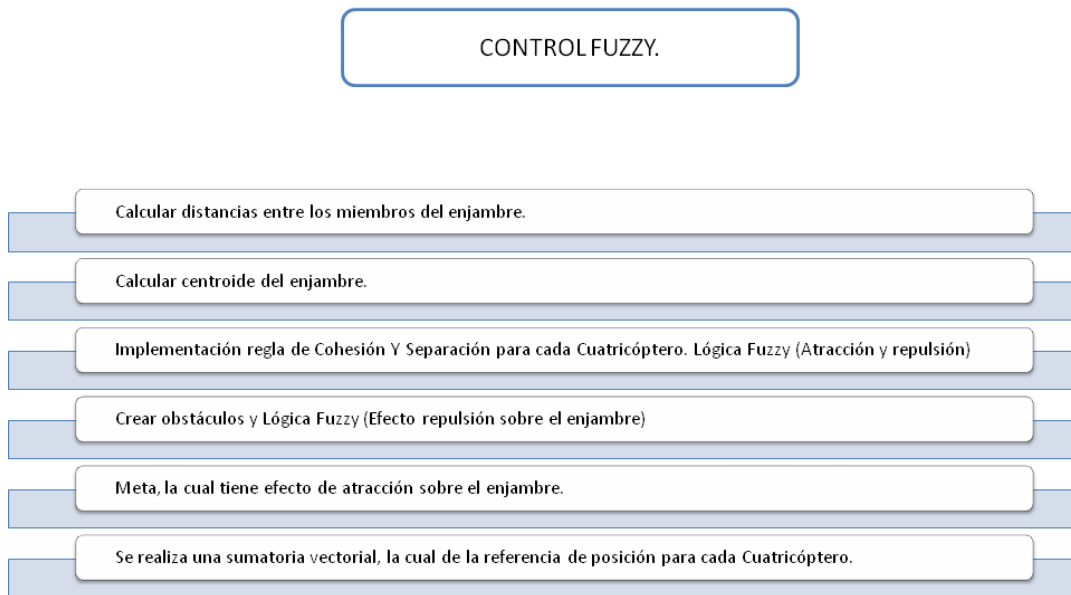 CONTROL FUZZY.
Calcular distancias entre los miembros del enjambre.
Calcular centroide del enjambre.
Implementación regla de Cohesión Y Separación para cada Cuatricóptero. Lógica Fuzzy (Atracción y repulsión)
Crear obstáculos y Lógica Fuzzy (Efecto repulsión sobre el enjambre)
Meta, la cual tiene efecto de atracción sobre el enjambre.
Se realiza una sumatoria vectorial, la cual de la referencia de posición para cada Cuatricóptero.